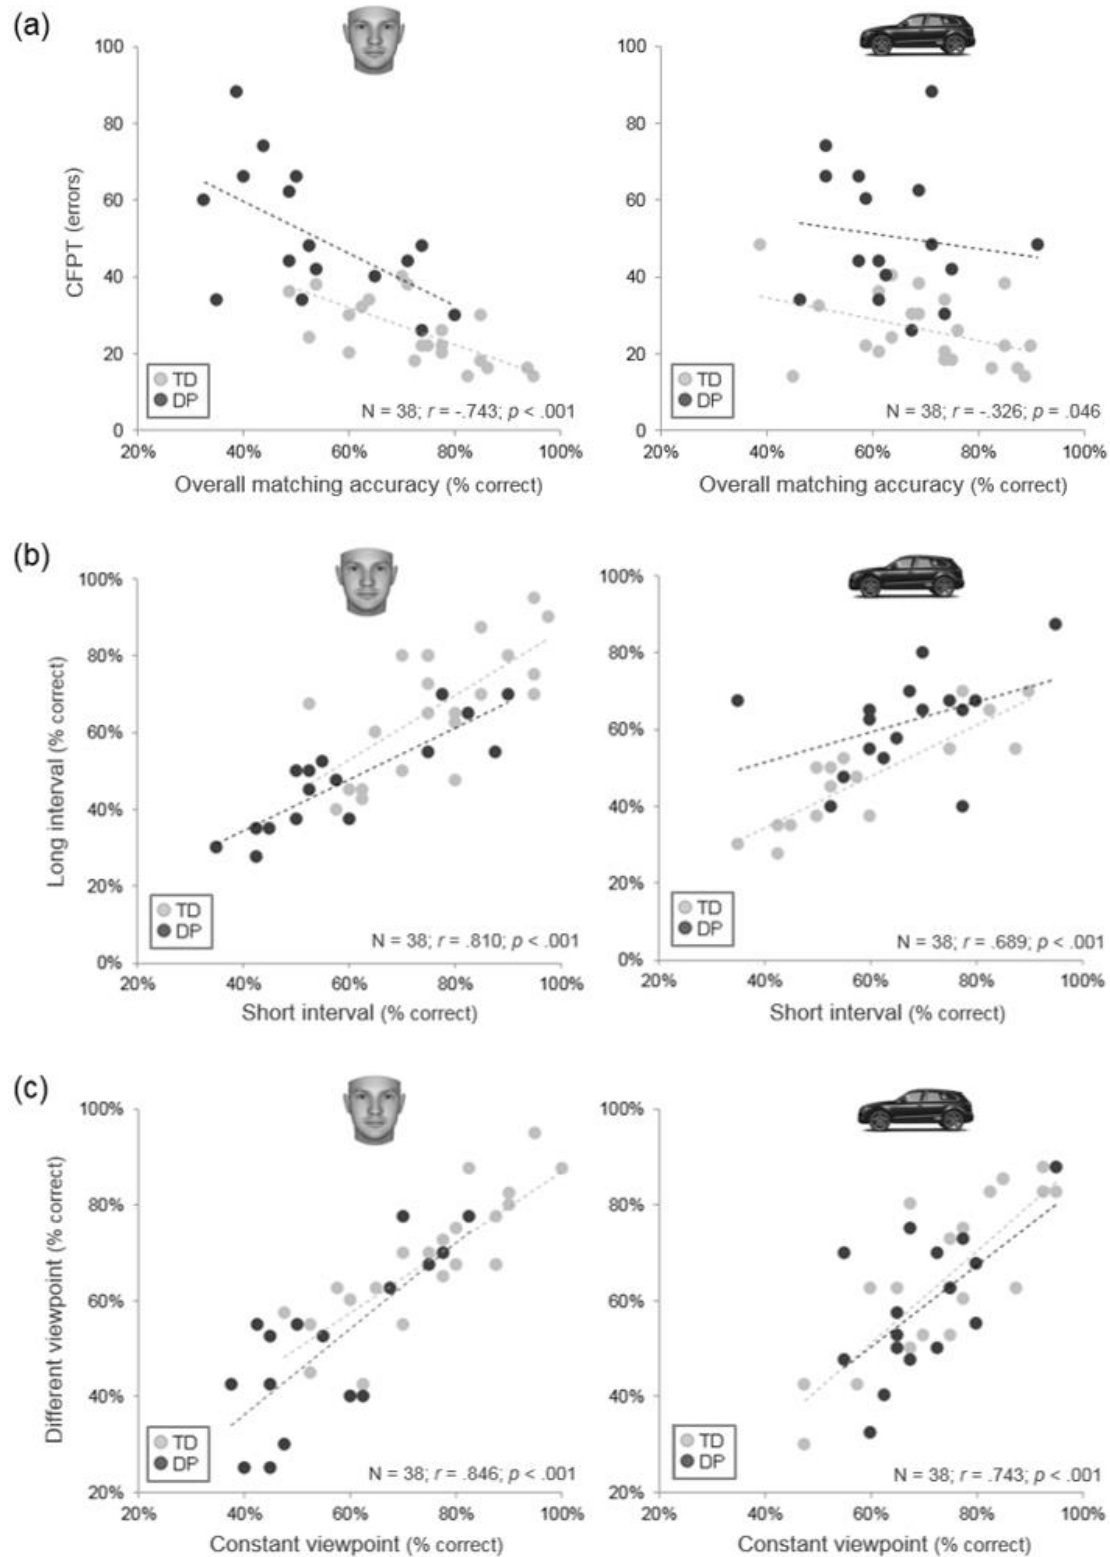 (a)
100
80
60
40
20
0
CFPT (errors)
TD
DP
N = 38; r = -.743; p < .001
20% 40% 60% 80% 100%
Overall matching accuracy (% correct)
100
80
60
40
20
0
TD
DP
N = 38; r = -.326; p = .046
20% 40% 60% 80% 100%
Overall matching accuracy (% correct)
(b)
100%
80%
60%
40%
20%
0%
Long interval (% correct)
TD
DP
N = 38; r = .810; p < .001
20% 40% 60% 80% 100%
Short interval (% correct)
100%
80%
60%
40%
20%
0%
TD
DP
N = 38; r = .689; p < .001
20% 40% 60% 80% 100%
Short interval (% correct)
(c)
100%
80%
60%
40%
20%
Different viewpoint (% correct)
TD
DP
N = 38; r = .846; p < .001
20% 40% 60% 80% 100%
Constant viewpoint (% correct)
100%
80%
60%
40%
20%
TD
DP
N = 38; r = .743; p < .001
20% 40% 60% 80% 100%
Constant viewpoint (% correct)